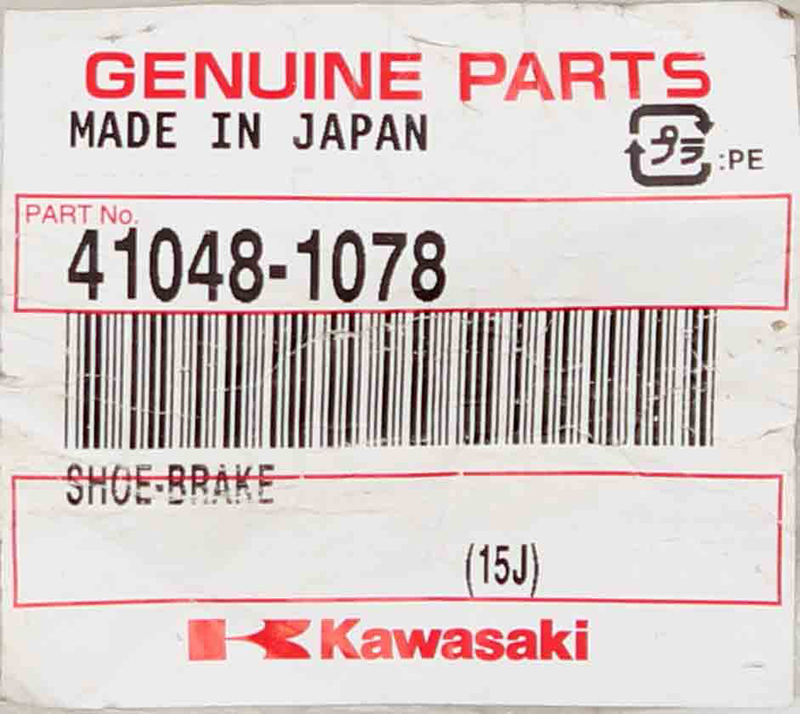 GENUINE PARTS
MADE IN JAPAN
プラ :PE
PART No.
41048-1078
SHOE-BRAKE
(15J)
Kawasaki